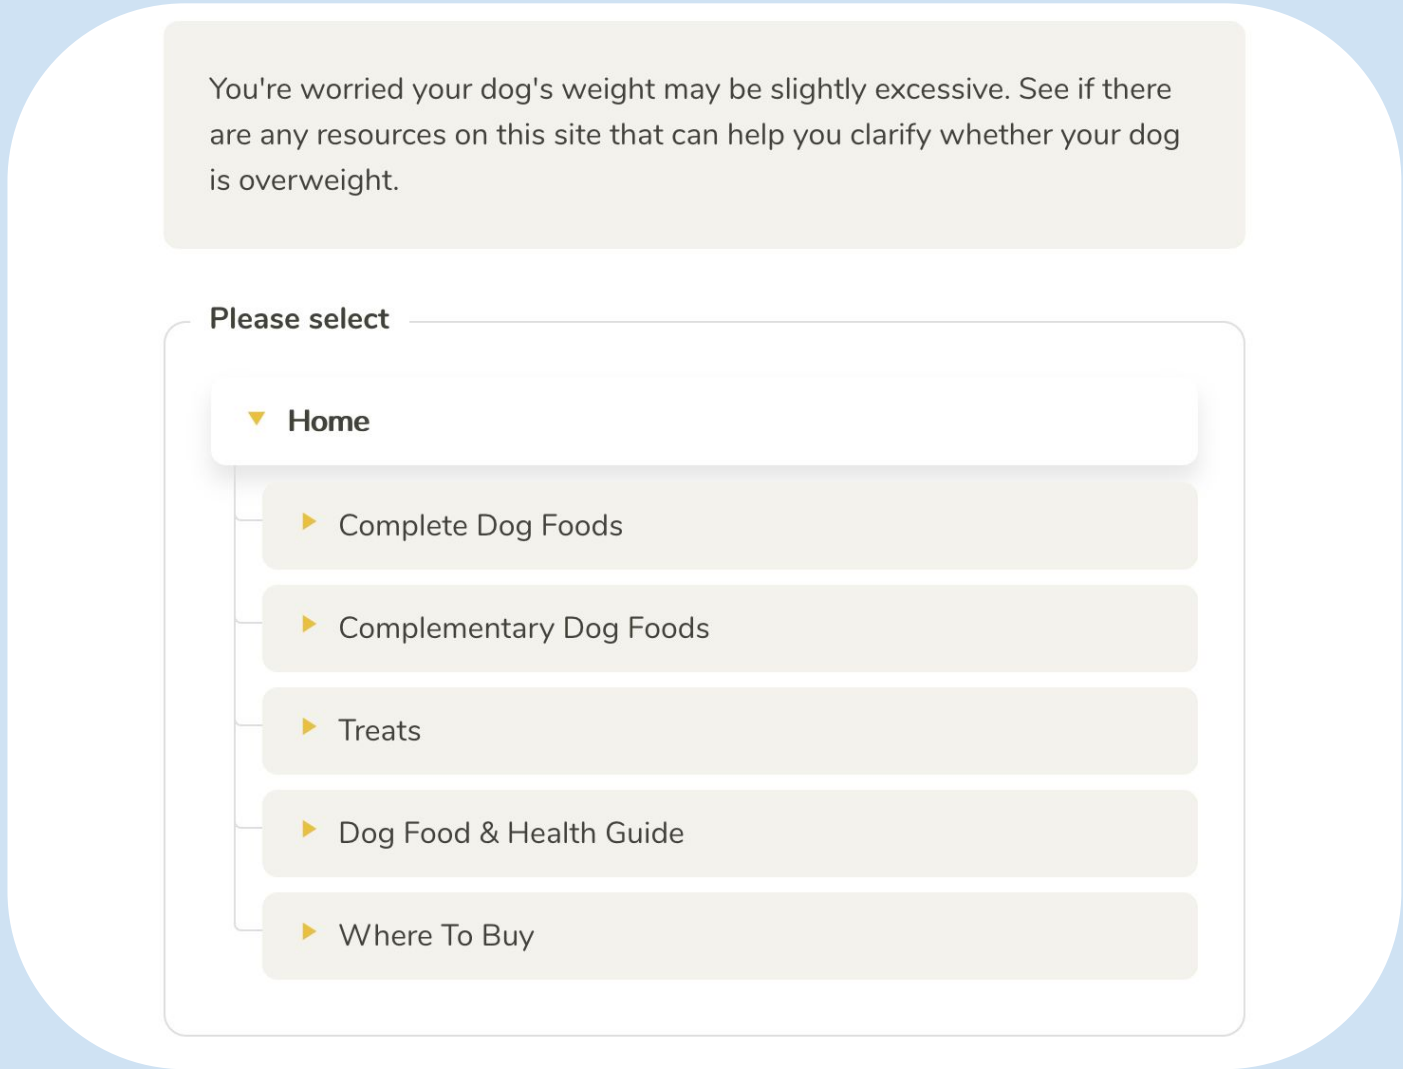 You're worried your dog's weight may be slightly excessive. See if there
are any resources on this site that can help you clarify whether your dog
is overweight.
Please select
Home
Complete Dog Foods
Complementary Dog Foods
Treats
Dog Food & Health Guide
Where To Buy